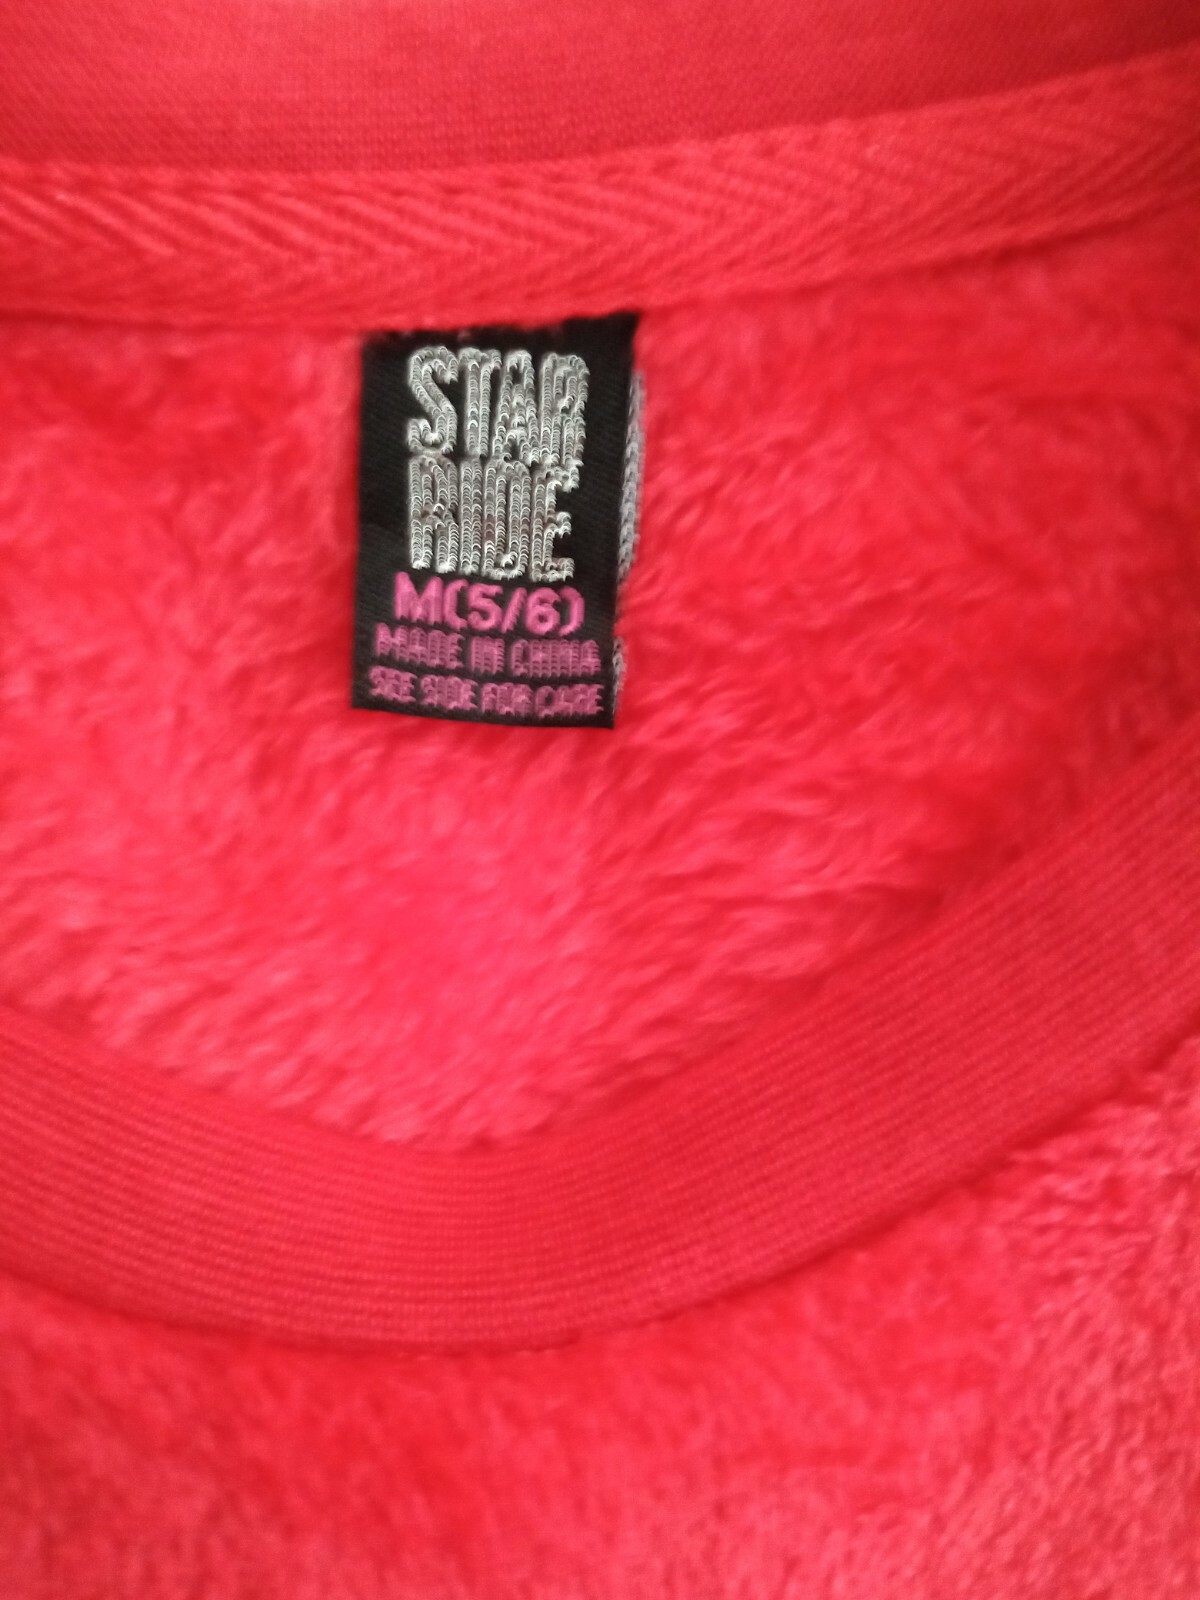 STAR
RIDE
M(5/6)
MADE IN CHINA
SEE SIDE FOR CARE